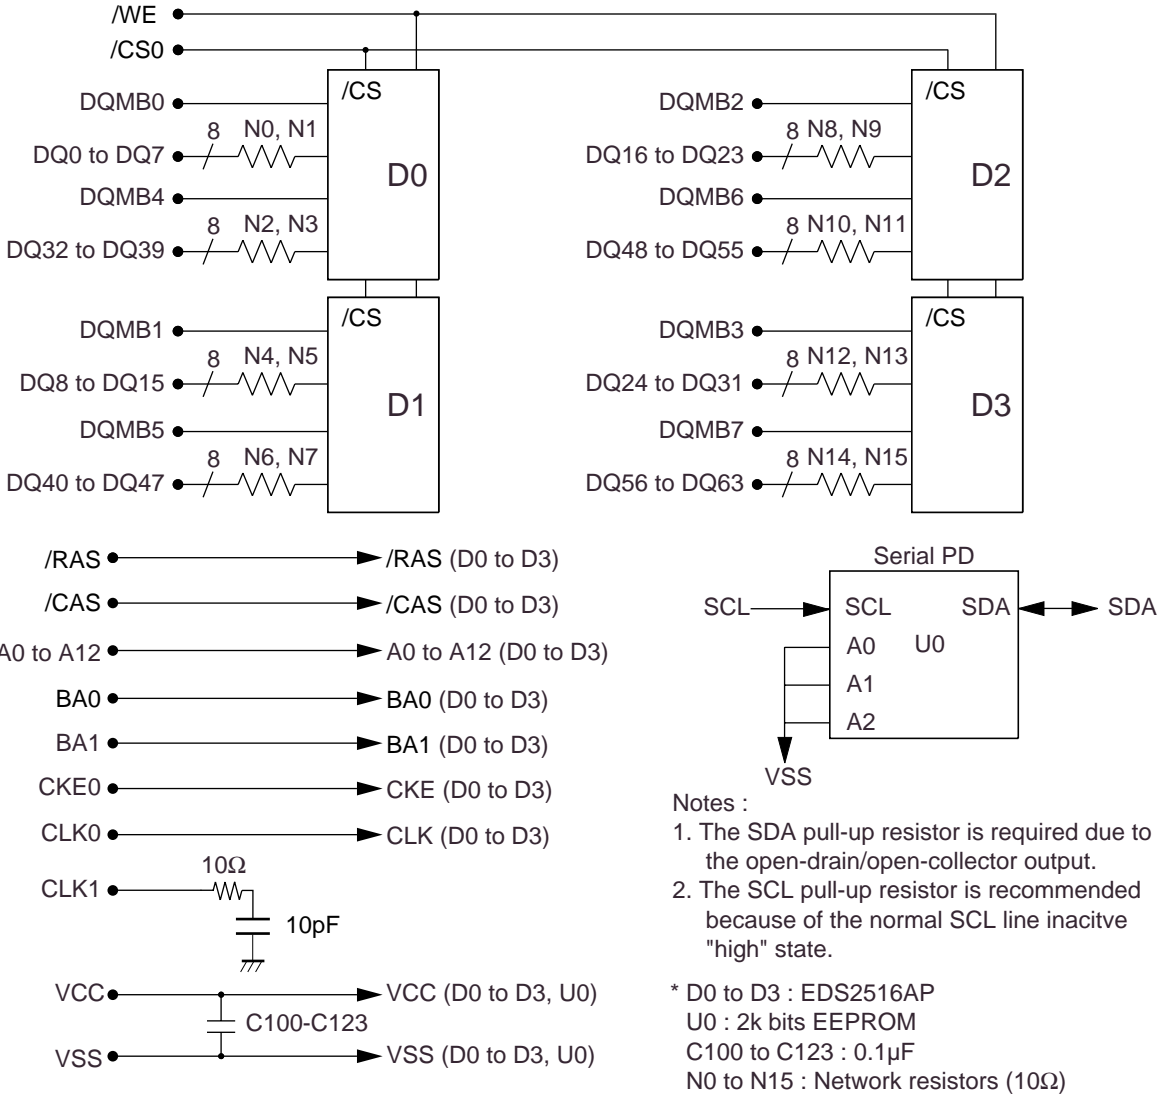 /WE
/CS0
/CS
DQMB0
8 N0, N1
DQ0 to DQ7
D0
DQMB4
8 N2, N3
DQ32 to DQ39
/CS
DQMB2
8 N8, N9
DQ16 to DQ23
D2
DQMB6
8 N10, N11
DQ48 to DQ55
/CS
DQMB1
8 N4, N5
DQ8 to DQ15
D1
DQMB5
8 N6, N7
DQ40 to DQ47
/CS
DQMB3
8 N12, N13
DQ24 to DQ31
D3
DQMB7
8 N14, N15
DQ56 to DQ63
/RAS /RAS (D0 to D3)
/CAS /CAS (D0 to D3)
A0 to A12 A0 to A12 (D0 to D3)
BA0 BA0 (D0 to D3)
BA1 BA1 (D0 to D3)
CKE0 CKE (D0 to D3)
CLK0 CLK (D0 to D3)
10Ω
CLK1
10pF
VCC VCC (D0 to D3, U0)
C100-C123
VSS VSS (D0 to D3, U0)
Serial PD
SCL SCL SDA SDA
A0 U0
A1
A2
VSS
Notes :
1. The SDA pull-up resistor is required due to
the open-drain/open-collector output.
2. The SCL pull-up resistor is recommended
because of the normal SCL line inacitve
"high" state.
* D0 to D3 : EDS2516AP
U0 : 2k bits EEPROM
C100 to C123 : 0.1µF
N0 to N15 : Network resistors (10Ω)